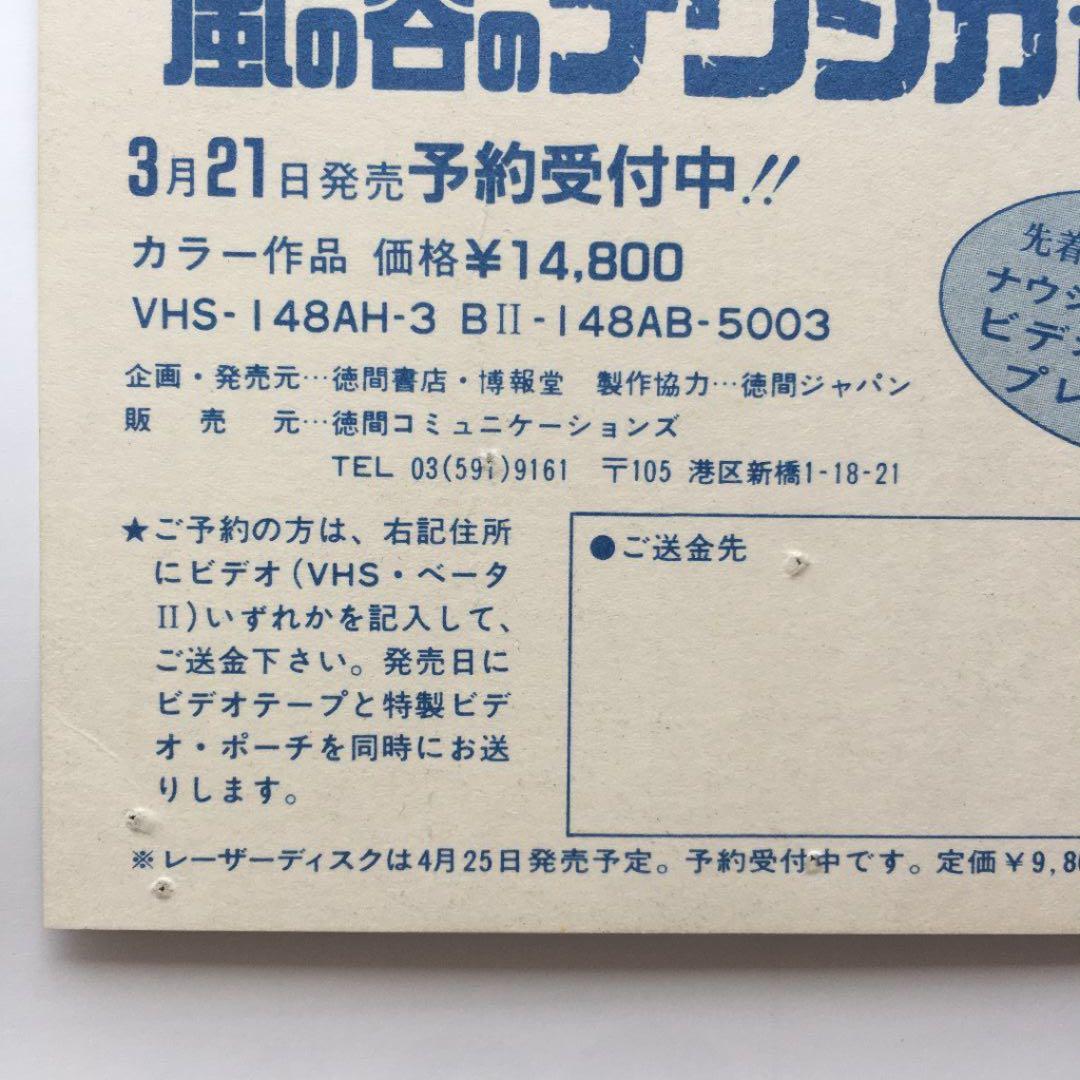 風の谷のナウシカ
3月21日発売予約受付中!!
カラー作品 価格¥14,800
VHS-148AH-3 BII-148AB-5003
企画・発売元…徳間書店・博報堂 製作協力…徳間ジャパン
販売元…徳間コミュニケーションズ
TEL 03(591)9161 〒105 港区新橋1-18-21
先着
ナウシ
ビデ
プレ
★ご予約の方は、右記住所
にビデオ(VHS・ベータ
II)いずれかを記入して、
ご送金下さい。発売日に
ビデオテープと特製ビデ
オ・ポーチを同時にお送
りします。
●ご送金先
※レーザーディスクは4月25日発売予定。予約受付中です。定価¥9,8